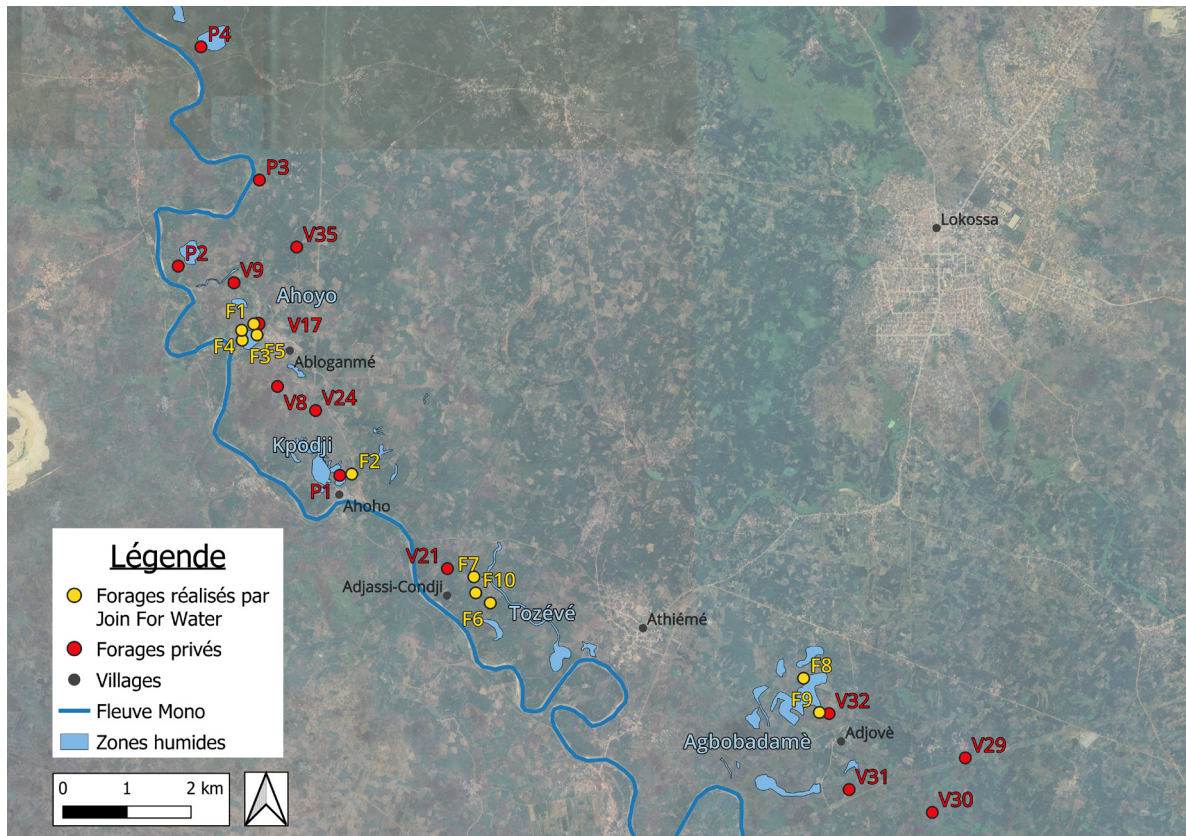 P4
P3
Lokossa
V35
P2
V9
Ahoyo
F1
V17
F4
F3
F5
Abloganmé
V8
V24
Kpodji
F2
P1
Ahoho
V21
F7
F10
Adjassi-Condji
F6
Tozévé
Athiémé
F8
F9
V32
Agbobadamè
Adjovè
V29
V31
V30
Légende
Forages réalisés par
Join For Water
Forages privés
Villages
Fleuve Mono
Zones humides
0 1 2 km